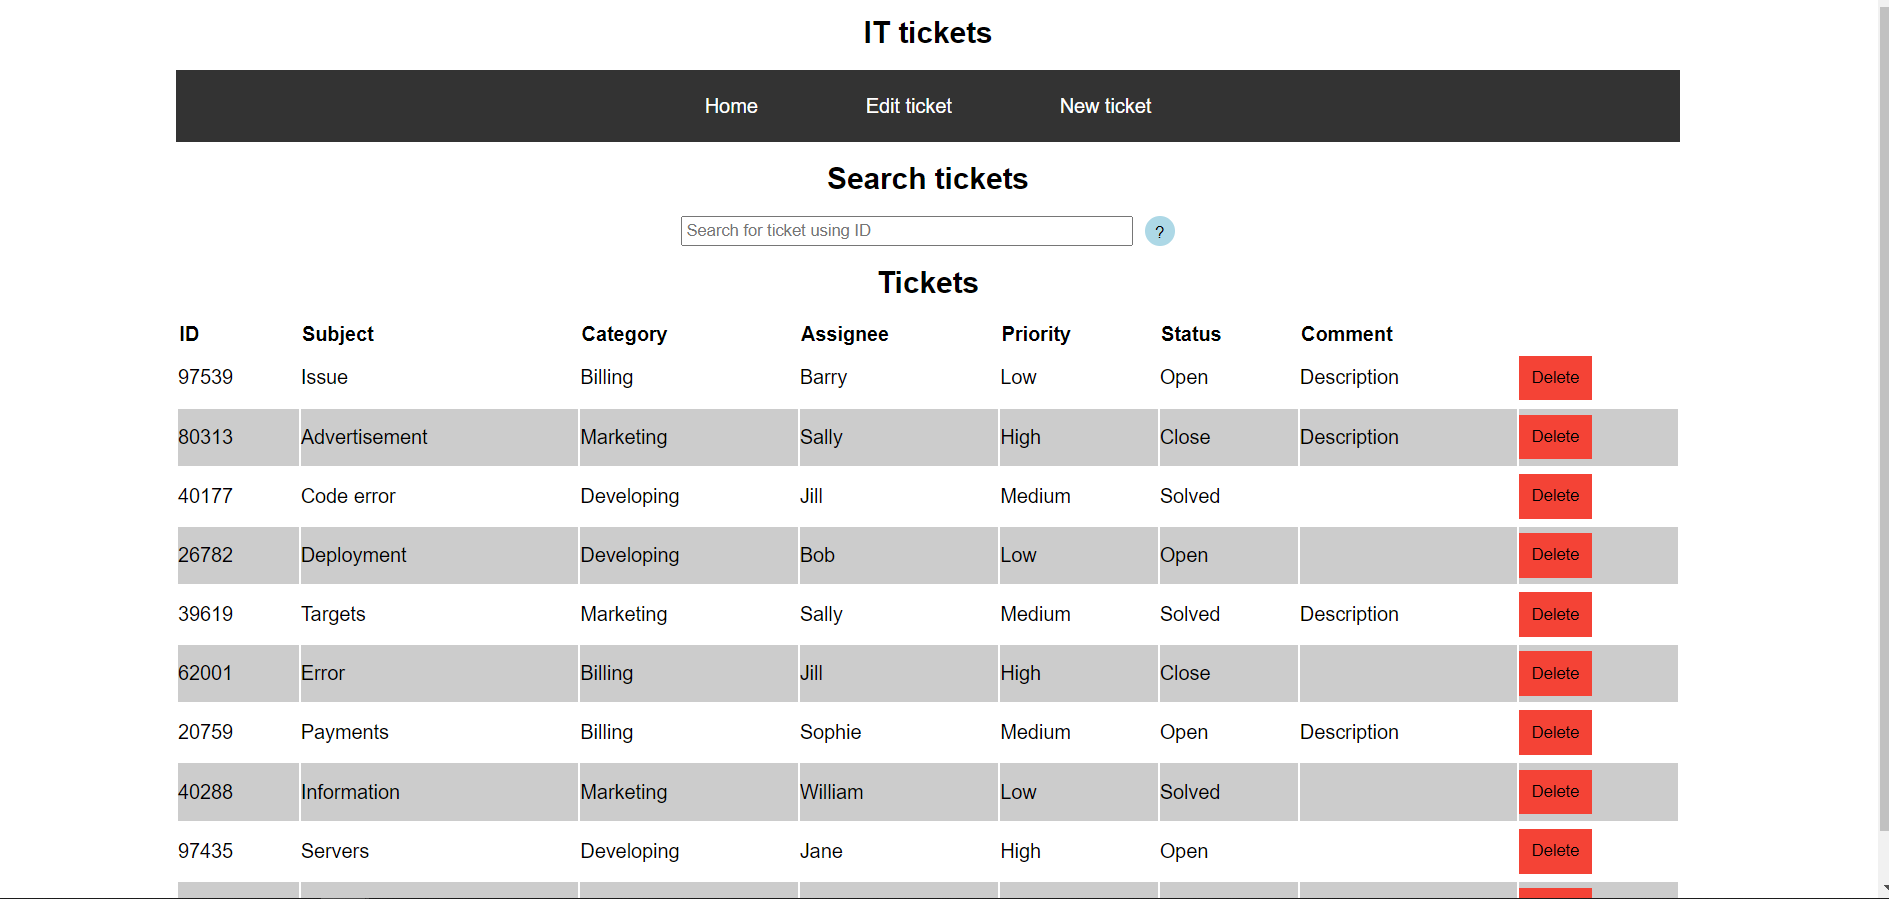 IT tickets
Home Edit ticket New ticket
Search tickets
Search for ticket using ID ?
Tickets
ID Subject Category Assignee Priority Status Comment
97539 Issue Billing Barry Low Open Description Delete
80313 Advertisement Marketing Sally High Close Description Delete
40177 Code error Developing Jill Medium Solved Delete
26782 Deployment Developing Bob Low Open Delete
39619 Targets Marketing Sally Medium Solved Description Delete
62001 Error Billing Jill High Close Delete
20759 Payments Billing Sophie Medium Open Description Delete
40288 Information Marketing William Low Solved Delete
97435 Servers Developing Jane High Open Delete